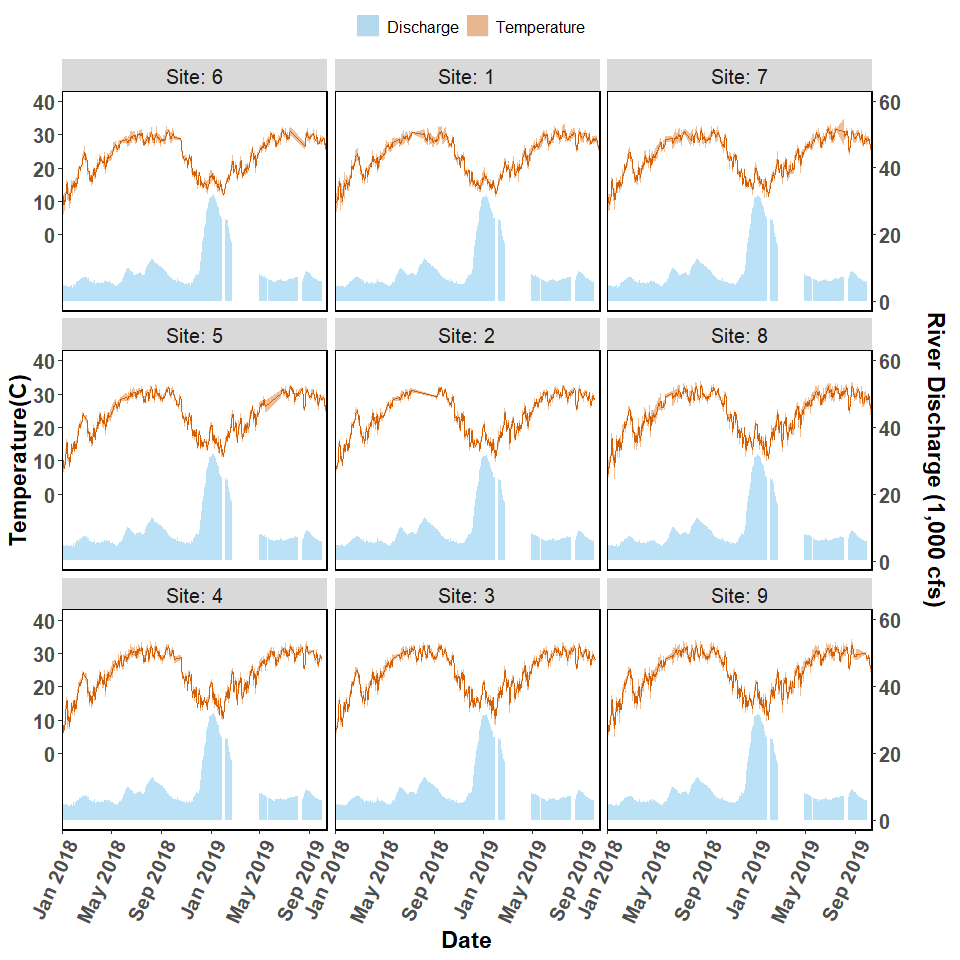 Discharge Temperature
Site: 6 Site: 1 Site: 7
40 60
30
20 40
10
0 20
0
Site: 5 Site: 2 Site: 8
40 60
30
20 40
10
0 20
0
Site: 4 Site: 3 Site: 9
40 60
30
20 40
10
0 20
0
Temperature(C)
River Discharge (1,000 cfs)
Jan 2018 May 2018 Sep 2018 Jan 2019 May 2019 Sep 2019 Jan 2018 May 2018 Sep 2018 Jan 2019 May 2019 Sep 2019 Jan 2018 May 2018 Sep 2018 Jan 2019 May 2019 Sep 2019
Date